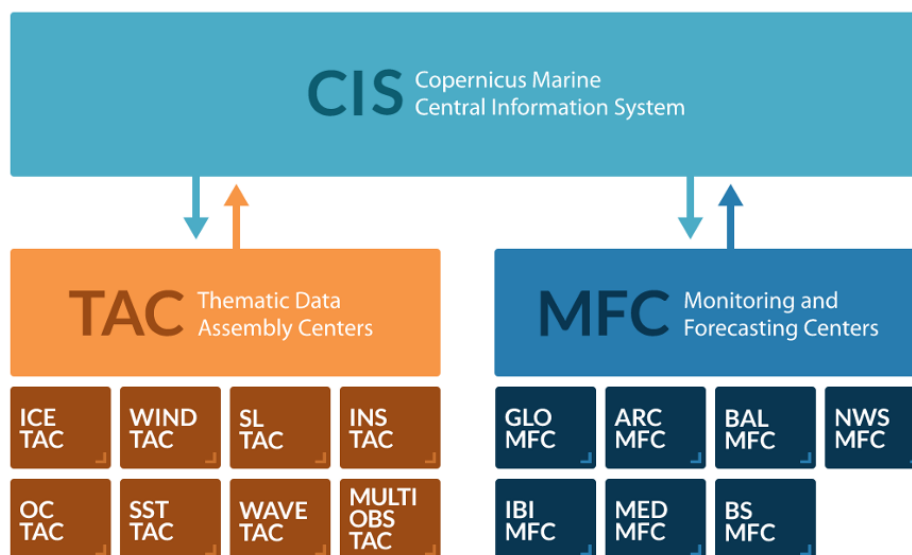 CIS
Copernicus Marine
Central Information System
TAC
Thematic Data
Assembly Centers
MFC
Monitoring and
Forecasting Centers
ICE
TAC
WIND
TAC
SL
TAC
INS
TAC
GLO
MFC
ARC
MFC
BAL
MFC
NWS
MFC
OC
TAC
SST
TAC
WAVE
TAC
MULTI
OBS
TAC
IBI
MFC
MED
MFC
BS
MFC